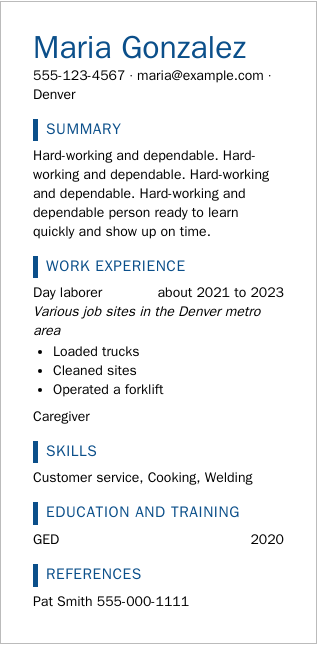 Maria Gonzalez
555-123-4567 · maria@example.com ·
Denver
SUMMARY
Hard-working and dependable. Hard-
working and dependable. Hard-working
and dependable. Hard-working and
dependable person ready to learn
quickly and show up on time.
WORK EXPERIENCE
Day laborer about 2021 to 2023
Various job sites in the Denver metro
area
• Loaded trucks
• Cleaned sites
• Operated a forklift
Caregiver
SKILLS
Customer service, Cooking, Welding
EDUCATION AND TRAINING
GED 2020
REFERENCES
Pat Smith 555-000-1111